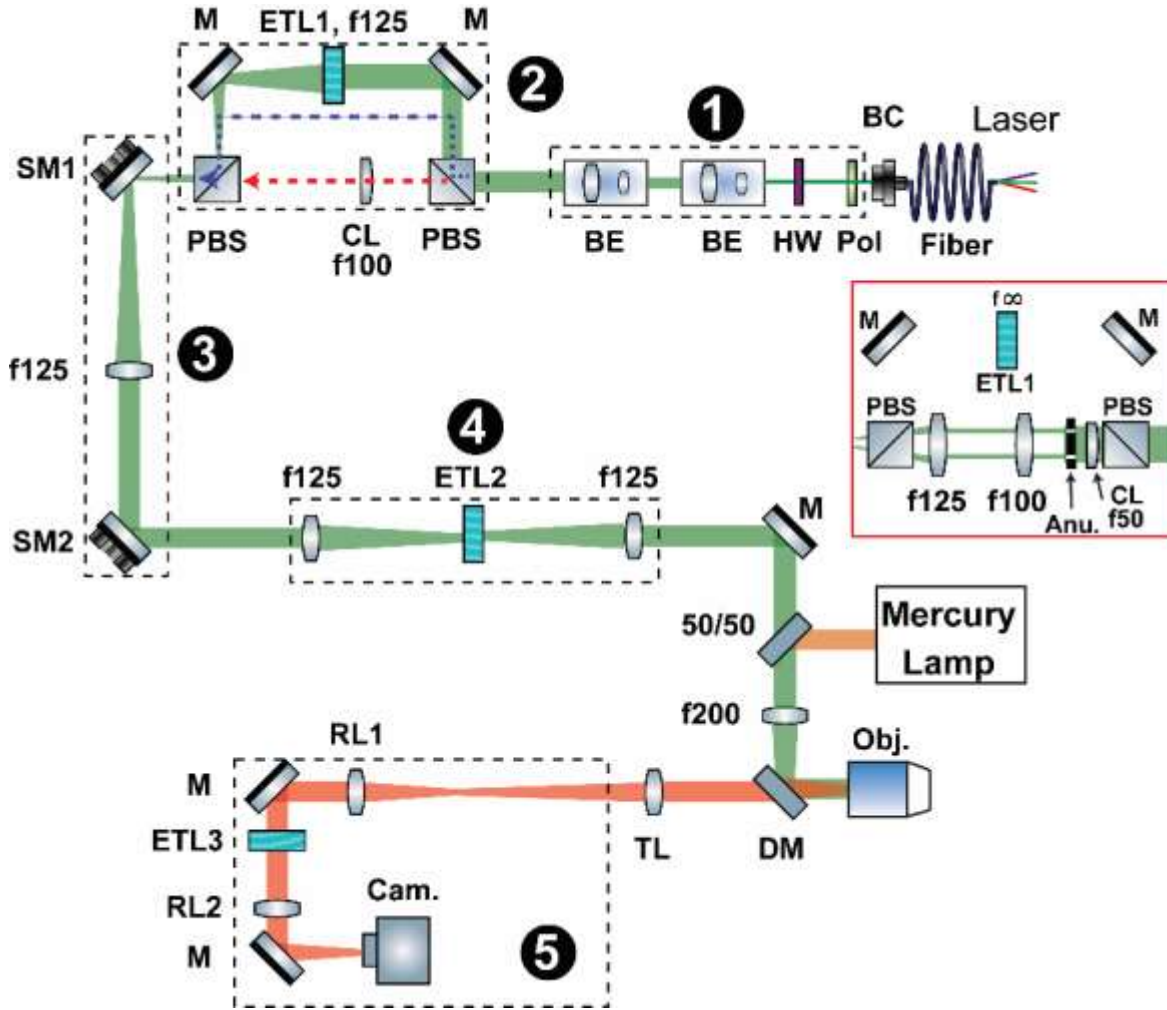 M
ETL1, f125
M
2
1
BC
Laser
SM1
PBS
CL
f100
PBS
BE
BE
HW
Pol
Fiber
f125
3
f∞
M
M
ETL1
PBS
PBS
f125
f100
Anu.
CL
f50
4
f125
ETL2
f125
SM2
M
50/50
Mercury
Lamp
f200
RL1
Obj.
M
ETL3
TL
DM
RL2
Cam.
M
5